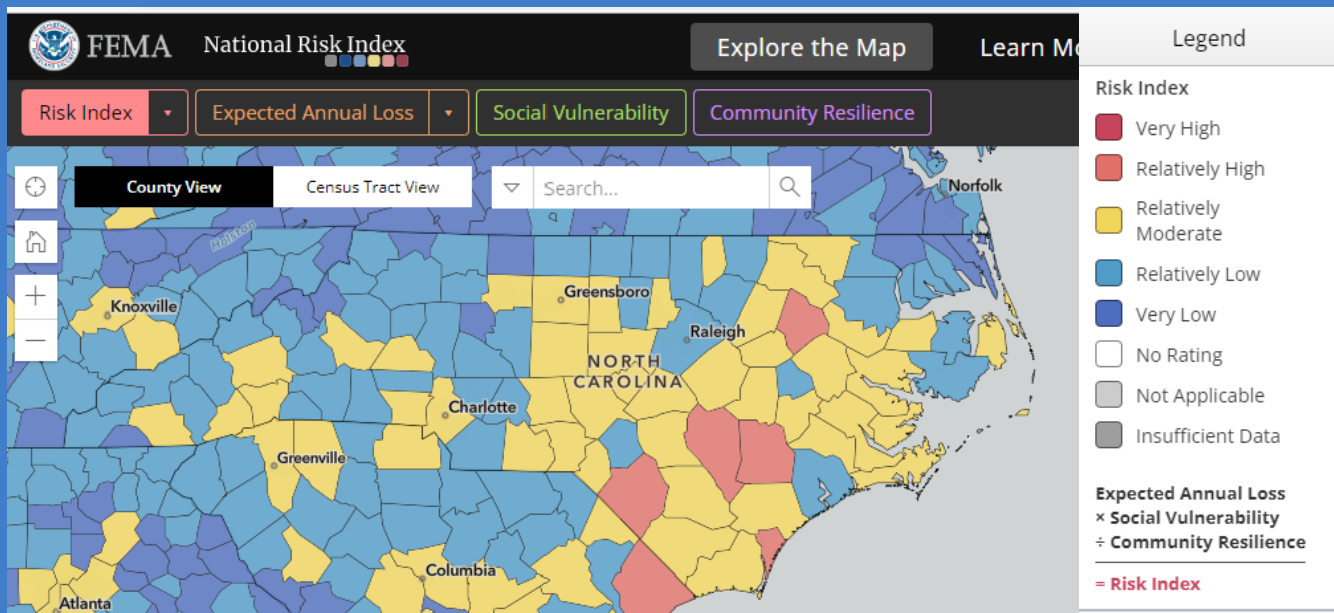 FEMA National Risk Index
Explore the Map
Learn Mo
Risk Index
Expected Annual Loss
Social Vulnerability
Community Resilience
County View
Census Tract View
Search...
Norfolk
Holston
Knoxville
Greensboro
Raleigh
NORTH
CAROLINA
Charlotte
Greenville
Columbia
Atlanta
Legend
Risk Index
Very High
Relatively High
Relatively
Moderate
Relatively Low
Very Low
No Rating
Not Applicable
Insufficient Data
Expected Annual Loss
× Social Vulnerability
÷ Community Resilience
= Risk Index